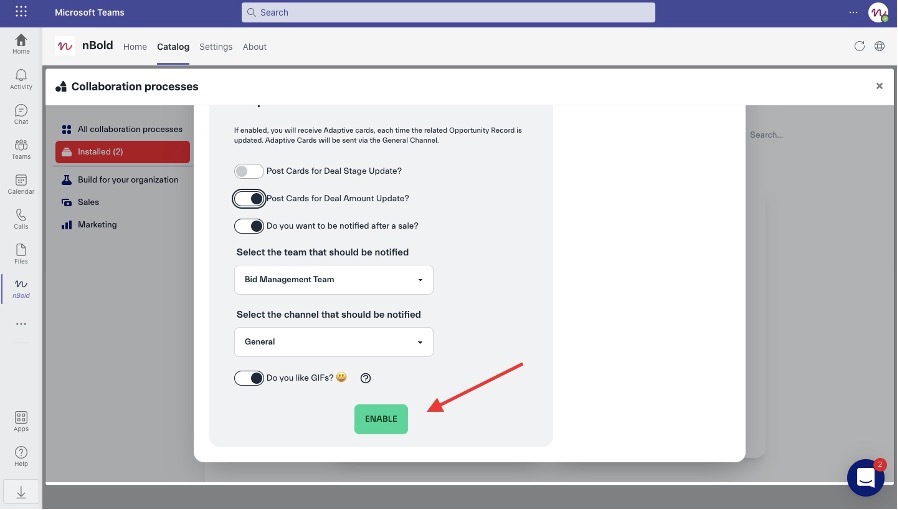 Microsoft Teams
Search
nBold
Home
Catalog
Settings
About
Home
Activity
Chat
Teams
Calendar
Calls
Files
nBold
Apps
Help
Collaboration processes
All collaboration processes
Installed (2)
Build for your organization
Sales
Marketing
Search...
If enabled, you will receive Adaptive cards, each time the related Opportunity Record is
updated. Adaptive Cards will be sent via the General Channel.
Post Cards for Deal Stage Update?
Post Cards for Deal Amount Update?
Do you want to be notified after a sale?
Select the team that should be notified
Bid Management Team
Select the channel that should be notified
General
Do you like GIFs? 😀
ENABLE
2